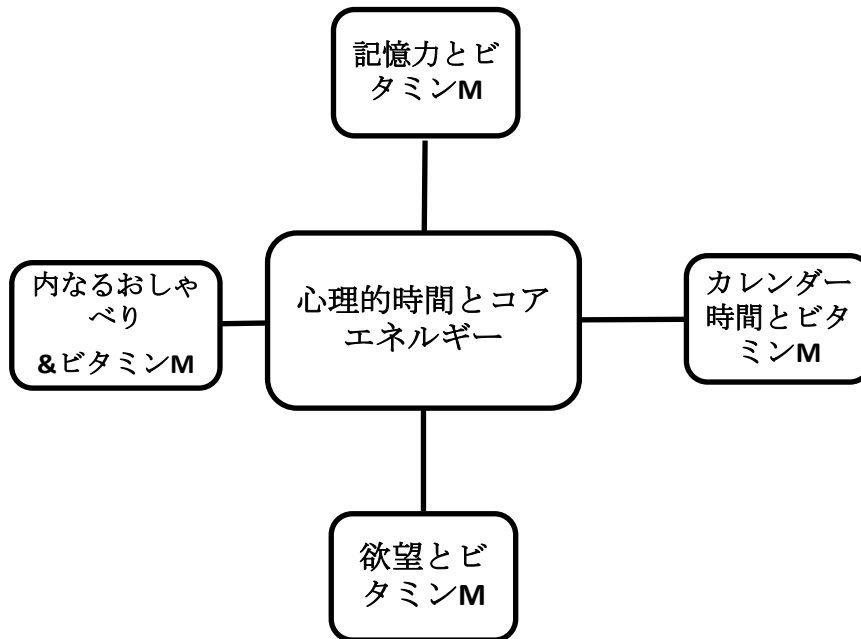 記憶力とビ
タミンM
内なるおしゃ
べり
&ビタミンM
心理的時間とコア
エネルギー
カレンダー
時間とビタ
ミンM
欲望とビ
タミンM